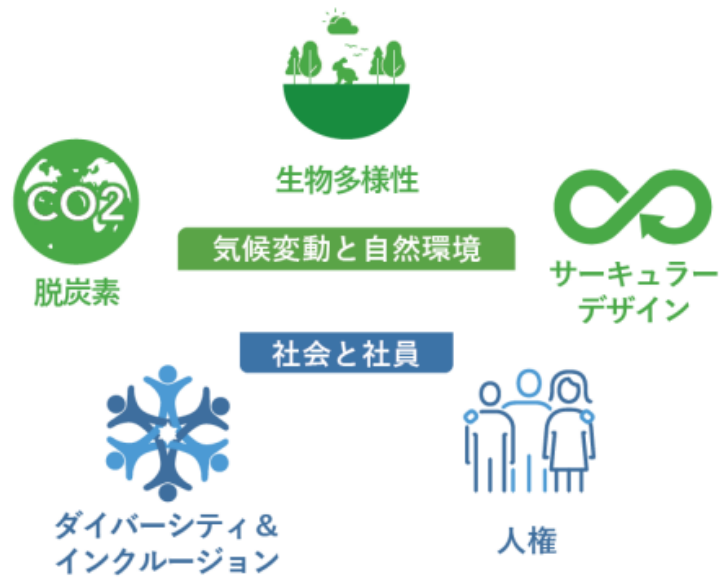 生物多様性
CO2
脱炭素
気候変動と自然環境
サーキュラー
デザイン
社会と社員
ダイバーシティ＆
インクルージョン
人権